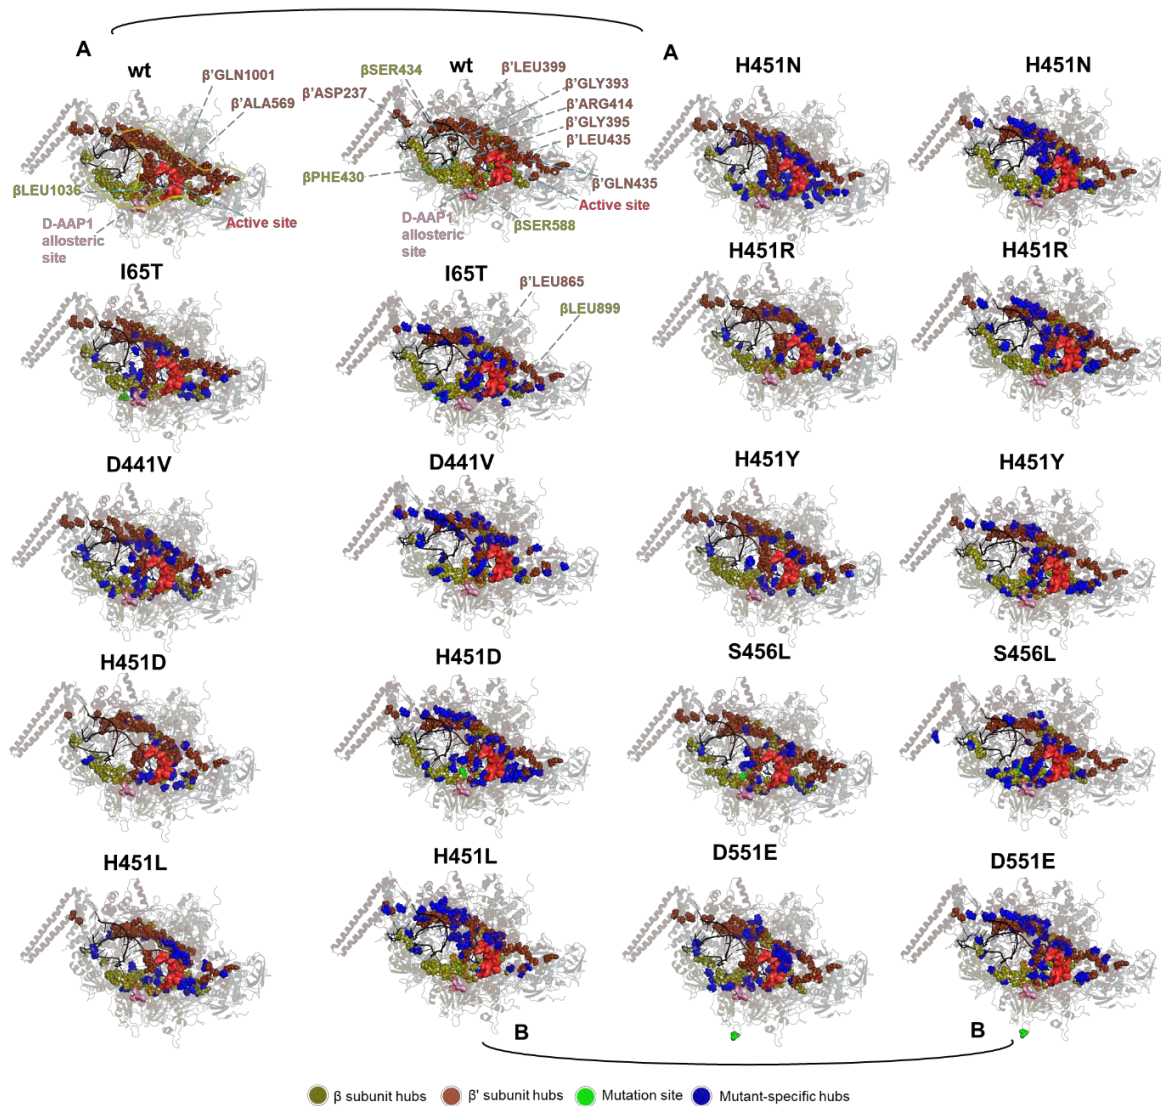 A
wt
β'GLN1001
β'ALA569
βLEU1036
D-AAP1
allosteric
site
Active site
wt
βSER434
β'LEU399
β'ASP237
β'GLY393
β'ARG414
β'GLY395
β'LEU435
βPHE430
β'GLN435
D-AAP1
allosteric
site
Active site
βSER588
A
H451N
H451N
I65T
I65T
β'LEU865
βLEU899
H451R
H451R
D441V
D441V
H451Y
H451Y
H451D
H451D
S456L
S456L
H451L
H451L
D551E
D551E
B
B
β subunit hubs
β' subunit hubs
Mutation site
Mutant-specific hubs